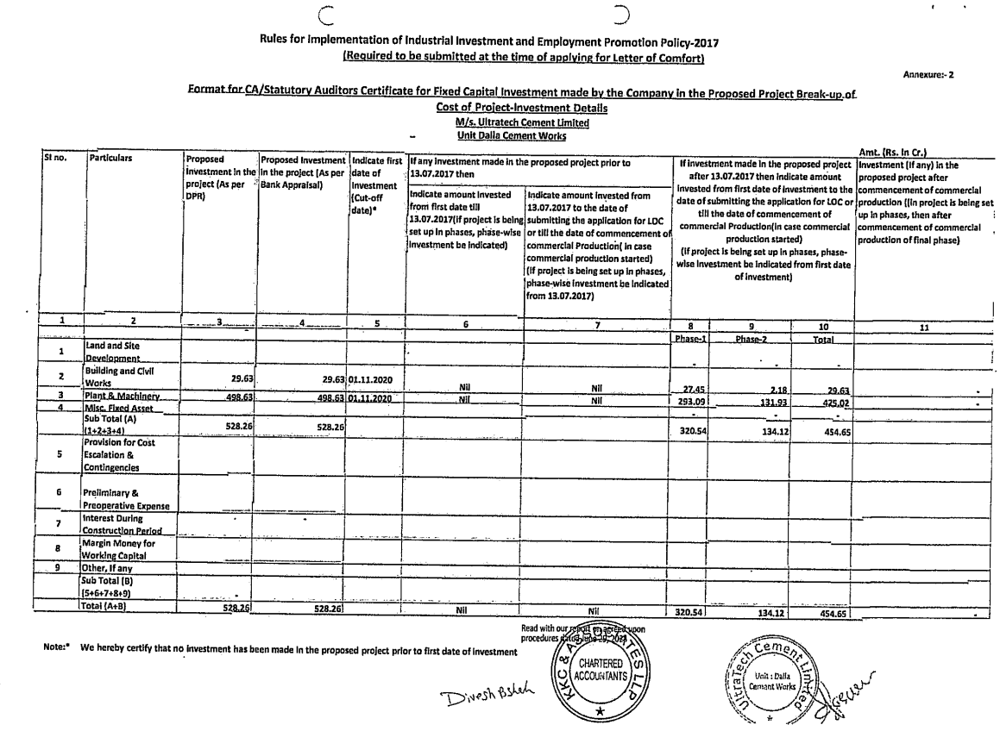 Rules for implementation of Industrial Investment and Employment Promotion Policy-2017
(Required to be submitted at the time of applying for Letter of Comfort)
Annexure:- 2
Format for CA/Statutory Auditors Certificate for Fixed Capital Investment made by the Company in the Proposed Project Break-up of
Cost of Project-Investment Details
M/s. Ultratech Cement Limited
Unit Dalla Cement Works
Amt. (Rs. In Cr.)
Sl no.
Particulars
Proposed
Investment in the
project (As per
DPR)
Proposed Investment
in the project (As per
Bank Appraisal)
Indicate first
date of
Investment
(Cut-off
date)*
If any investment made in the proposed project prior to
13.07.2017 then
Indicate amount invested
from first date till
13.07.2017(if project is being
set up in phases, phase-wise
investment be indicated)
Indicate amount invested from
13.07.2017 to the date of
submitting the application for LOC
or till the date of commencement of
commercial Production( in case
commercial production started)
(if project is being set up in phases,
phase-wise investment be indicated
from 13.07.2017)
If investment made in the proposed project
after 13.07.2017 then indicate amount
invested from first date of investment to the
date of submitting the application for LOC or
till the date of commencement of
commercial Production(in case commercial
production started)
(if project is being set up in phases, phase-
wise investment be indicated from first date
of investment)
Investment (if any) in the
proposed project after
commencement of commercial
production ((in project is being set
up in phases, then after
commencement of commercial
production of final phase)
1 2 3 4 5 6 7 8 9 10 11
Phase-1 Phase-2 Total
1 Land and Site
Development - - -
2 Building and Civil
Works 29.63 29.63 01.11.2020 Nil Nil 27.45 2.18 29.63 -
3 Plant & Machinery 498.63 498.63 01.11.2020 Nil Nil 293.09 131.93 425.02 -
4 Misc. Fixed Asset - - -
Sub Total (A)
(1+2+3+4) 528.26 528.26 320.54 134.12 454.65
5 Provision for Cost
Escalation &
Contingencies
6 Preliminary &
Preoperative Expense
7 Interest During
Construction Period - -
8 Margin Money for
Working Capital
9 Other, if any
Sub Total (B)
(5+6+7+8+9) -
Total (A+B) 528.26 528.26 Nil Nil 320.54 134.12 454.65 -
Read with our report on agreed upon
procedures dated June
Note:* We hereby certify that no investment has been made in the proposed project prior to first date of investment
KKC & ASSOCIATES LLP
CHARTERED
ACCOUNTANTS
UltraTech Cement Limited
Unit : Dalla
Cement Works
Divesh